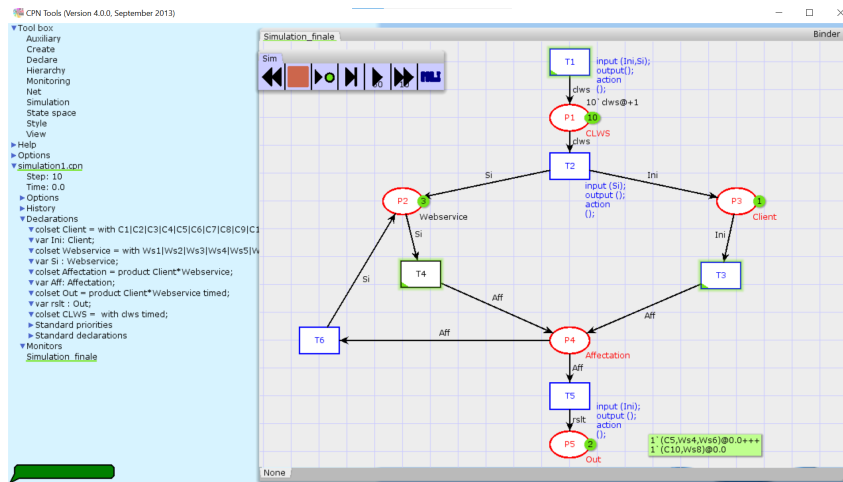 CPN Tools (Version 4.0.0, September 2013)
Tool box
Auxiliary
Create
Declare
Hierarchy
Monitoring
Net
Simulation
State space
Style
View
Help
Options
simulation1.cpn
Step: 10
Time: 0.0
Options
History
Declarations
colset Client = with C1|C2|C3|C4|C5|C6|C7|C8|C9|C1
var Ini: Client;
colset Webservice = with Ws1|Ws2|Ws3|Ws4|Ws5|W
var Si : Webservice;
colset Affectation = product Client*Webservice;
var Aff: Affectation;
colset Out = product Client*Webservice timed;
var rslt : Out;
colset CLWS = with clws timed;
Standard priorities
Standard declarations
Monitors
Simulation_finale
Simulation_finale
Binder
Sim
T1
input (Ini,Si);
output();
action
();
clws
10`clws@+1
P1
10
CLWS
clws
T2
input (Si);
output ();
action
();
Si
Ini
P2
3
Webservice
P3
1
Client
Si
Ini
T4
T3
Si
Aff
Aff
T6
Aff
P4
Affectation
Aff
T5
input (Ini);
output ();
action
();
rslt
P5
2
Out
1`(C5,Ws4,Ws6)@0.0+++
1`(C10,Ws8)@0.0
None